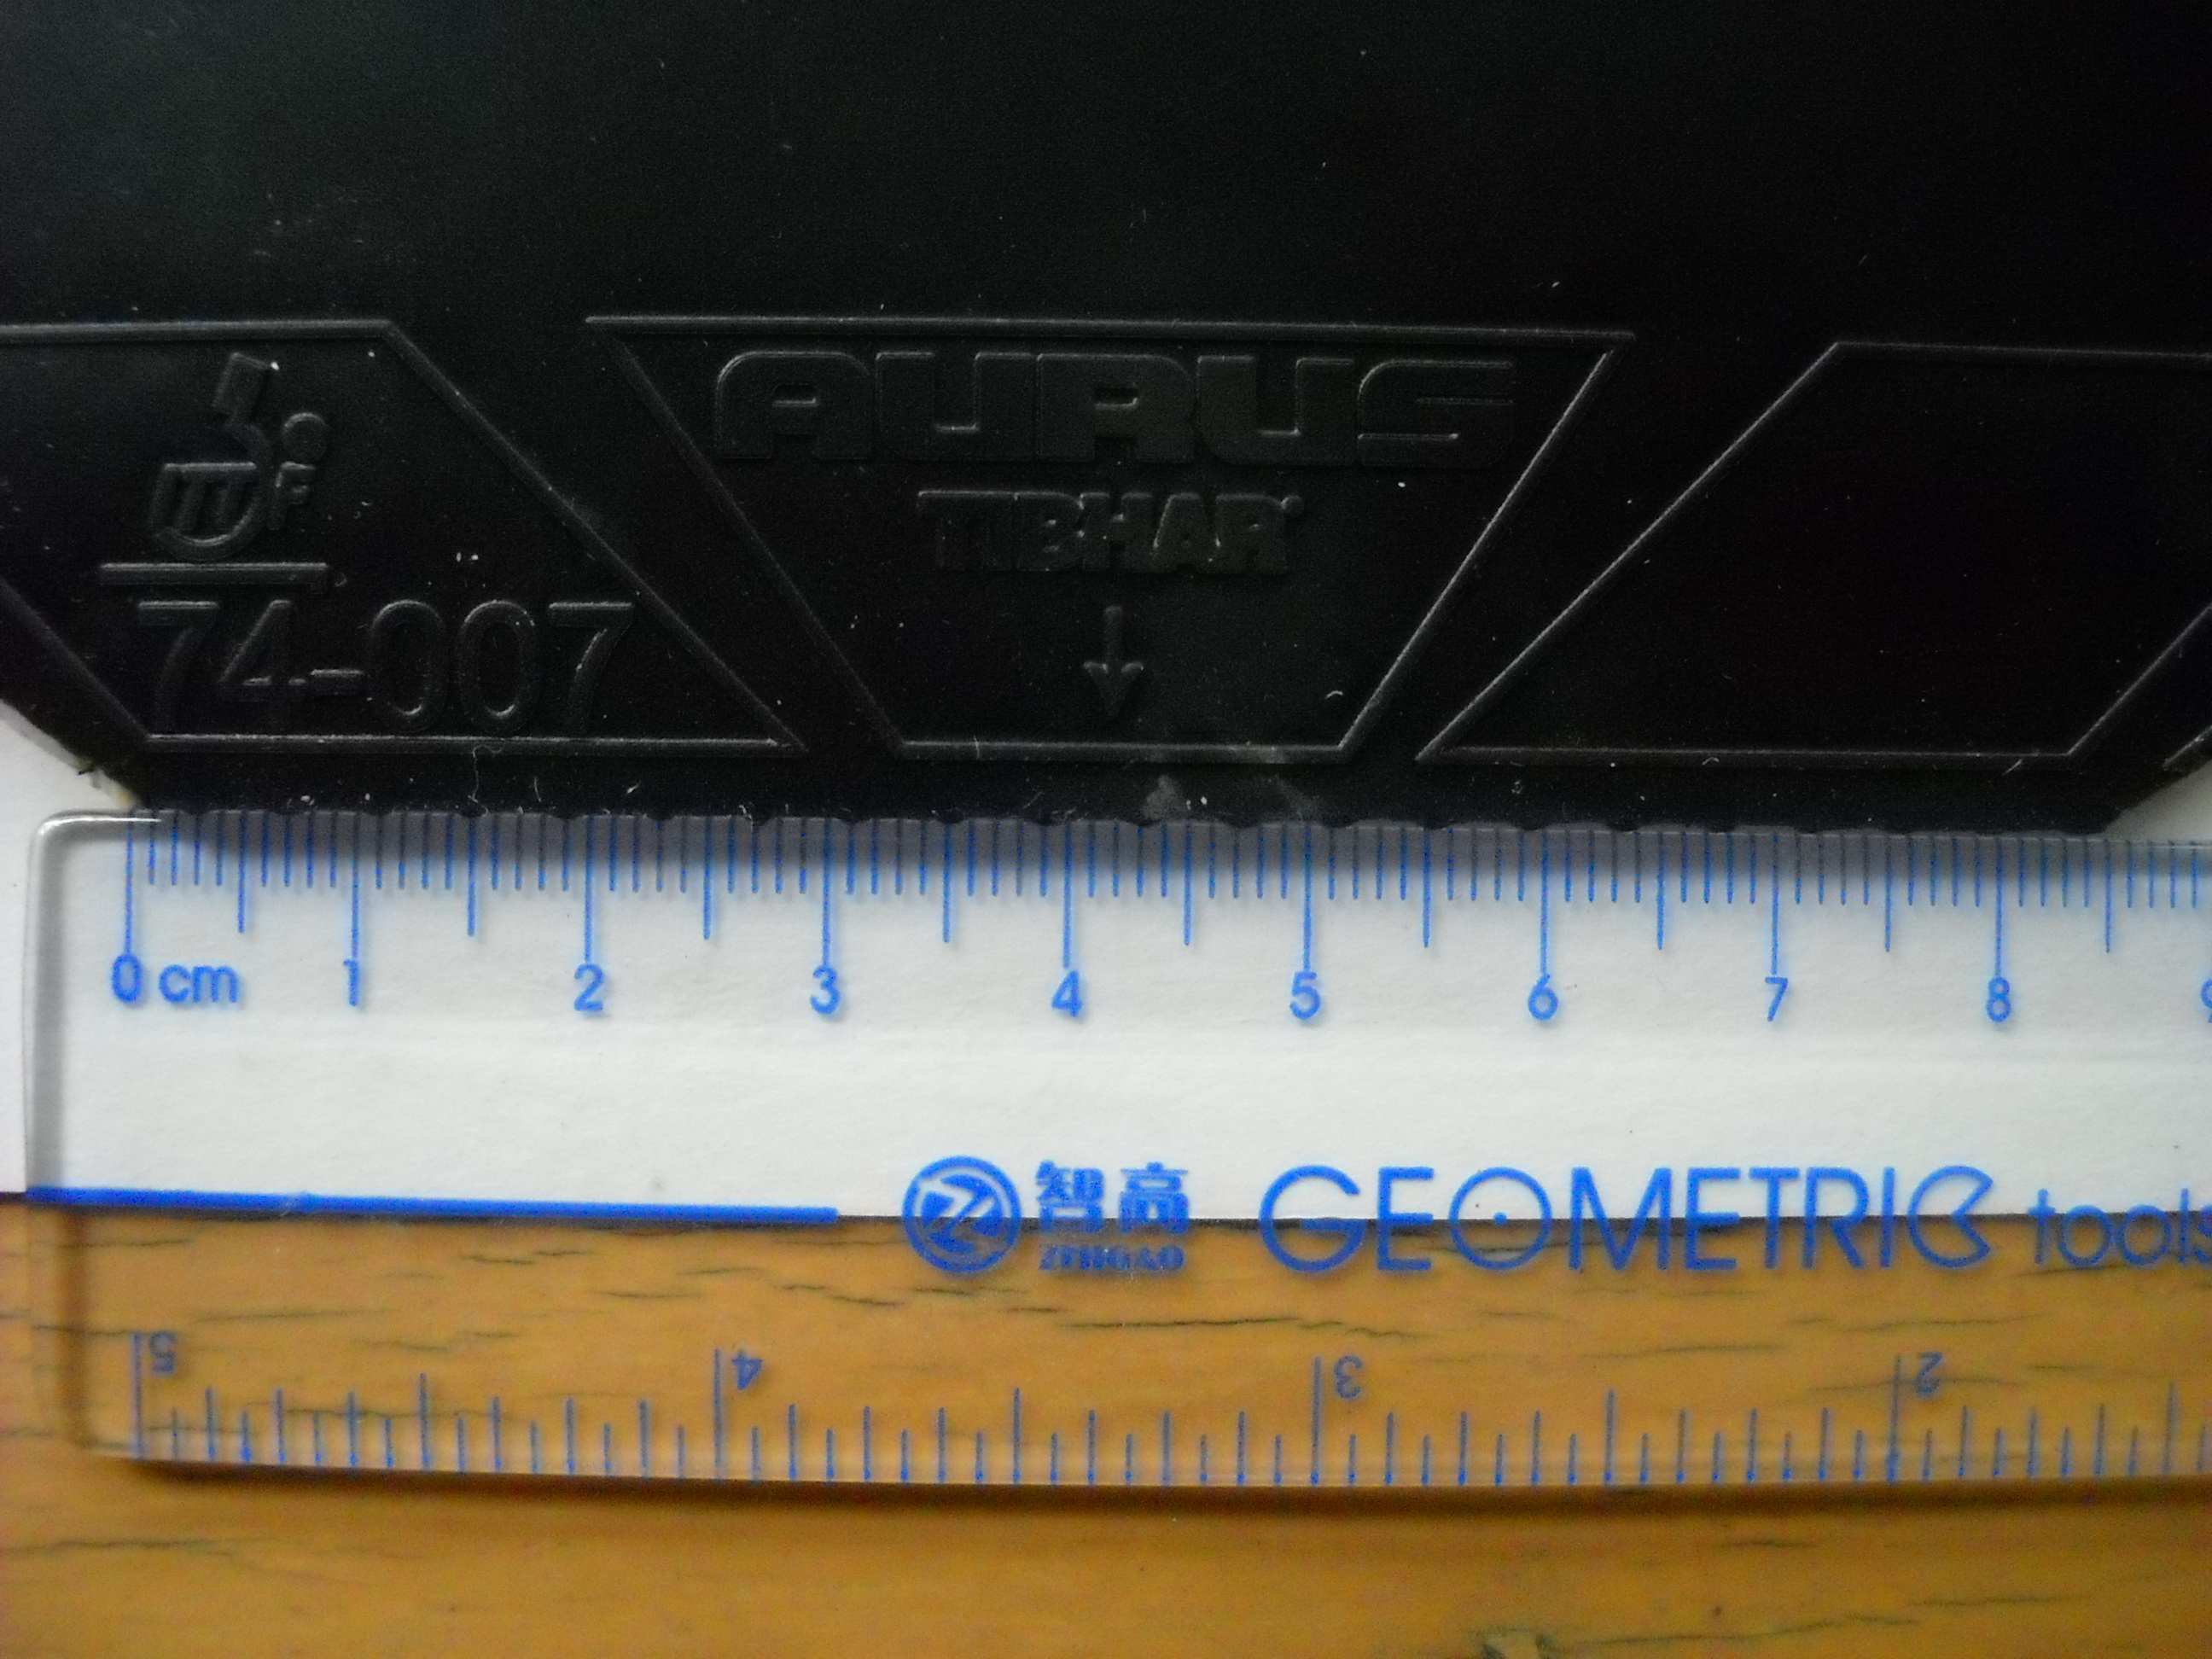 ITTF
74-007
AURUS
TIBHAR
0 cm 1 2 3 4 5 6 7 8 9
智高
ZHIGAO
GEOMETRIC tools
5 4 3 2